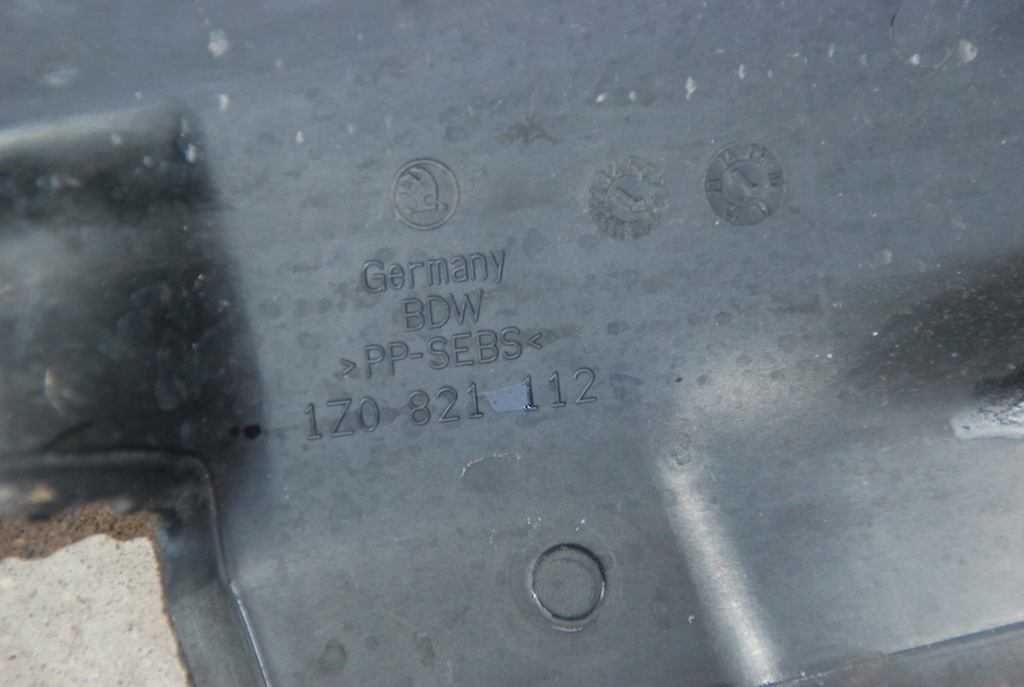 Germany
BDW
>PP-SEBS<
1Z0 821 112